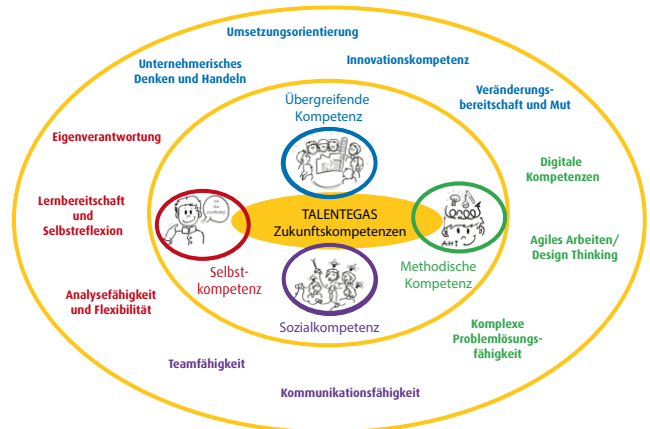 Umsetzungsorientierung
Innovationskompetenz
Unternehmerisches
Denken und Handeln
Veränderungs-
bereitschaft und Mut
Übergreifende
Kompetenz
Eigenverantwortung
Digitale
Kompetenzen
Lernbereitschaft
und
Selbstreflexion
TALENTEGAS
Zukunftskompetenzen
AH!
Agiles Arbeiten/
Design Thinking
Selbst-
kompetenz
Methodische
Kompetenz
Analysefähigkeit
und Flexibilität
Sozialkompetenz
Komplexe
Problemlösungs-
fähigkeit
Teamfähigkeit
Kommunikationsfähigkeit